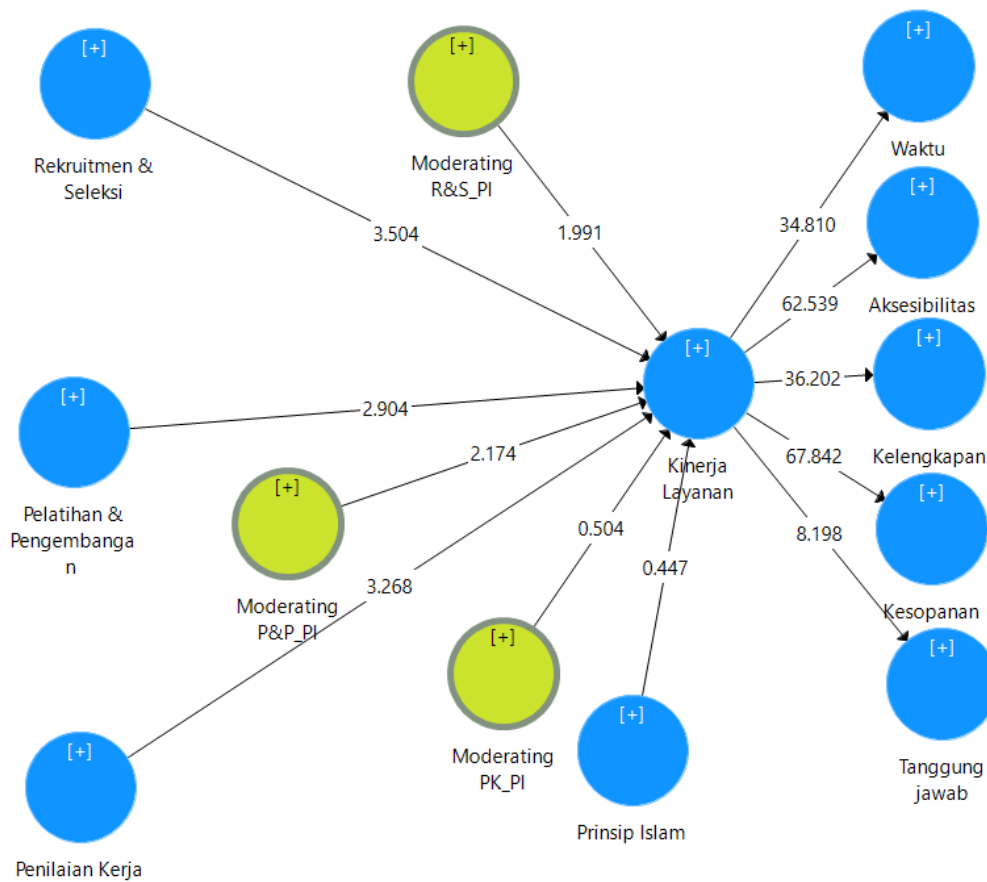 [+]
Rekruitmen &
Seleksi
[+]
Moderating
R&S_PI
[+]
Waktu
3.504
1.991
34.810
[+]
Aksesibilitas
62.539
[+]
Kinerja
Layanan
36.202
[+]
Kelengkapan
[+]
Pelatihan &
Pengembanga
n
2.904
2.174
[+]
Moderating
P&P_PI
67.842
[+]
Kesopanan
0.504
0.447
8.198
3.268
[+]
Moderating
PK_PI
[+]
Prinsip Islam
[+]
Tanggung
jawab
[+]
Penilaian Kerja